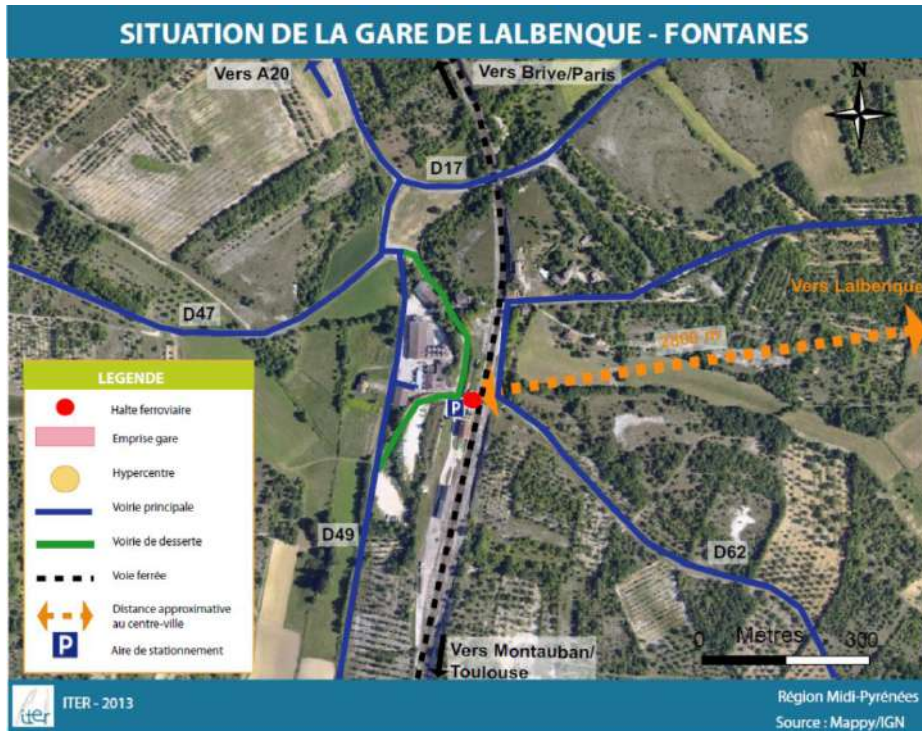 SITUATION DE LA GARE DE LALBENQUE - FONTANES
Vers A20
Vers Brive/Paris
N
D17
Vers Lalbenque
D47
2800 m
LEGENDE
Halte ferroviaire
Emprise gare
Hypercentre
Voirie principale
Voirie de desserte
Voie ferrée
Distance approximative
au centre-ville
P
Aire de stationnement
P
D49
D62
Vers Montauban/
Toulouse
0 Mètres 300
iter
ITER - 2013
Région Midi-Pyrénées
Source : Mappy/IGN